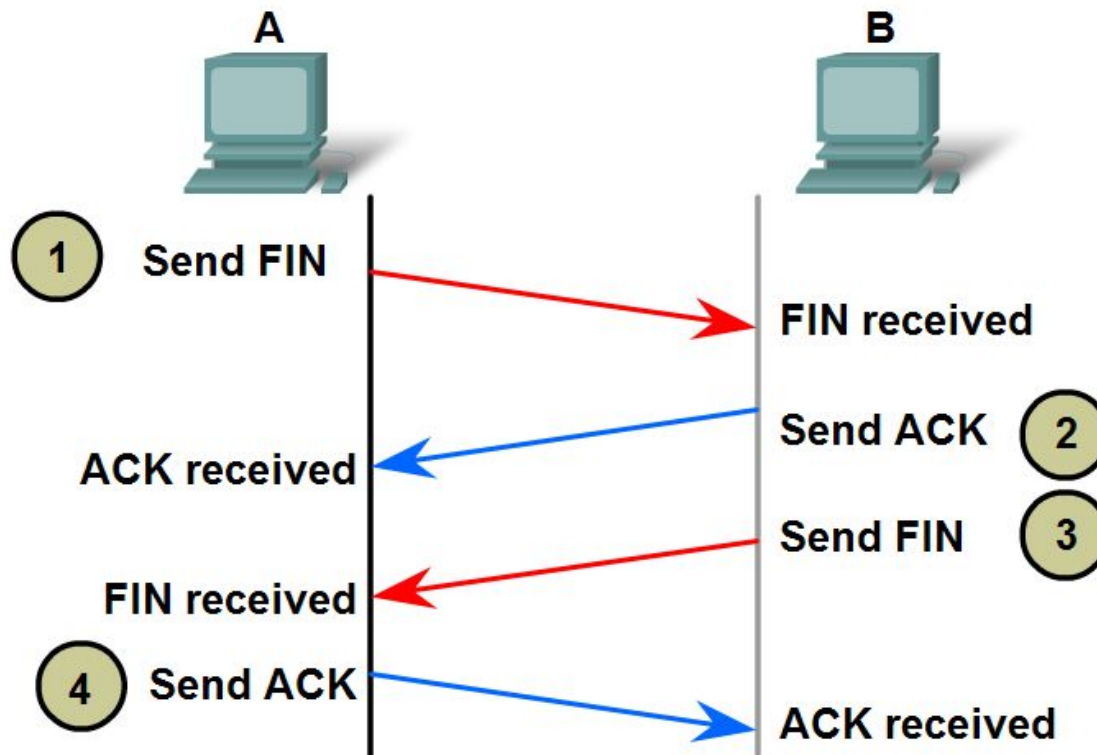 A
B
1
Send FIN
FIN received
Send ACK
2
ACK received
Send FIN
3
FIN received
4
Send ACK
ACK received